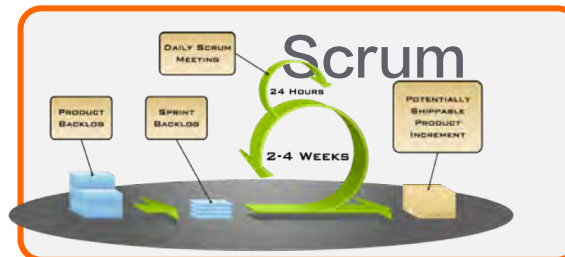 Scrum
DAILY SCRUM
MEETING
24 HOURS
PRODUCT
BACKLOG
SPRINT
BACKLOG
POTENTIALLY
SHIPPABLE
PRODUCT
INCREMENT
2-4 WEEKS